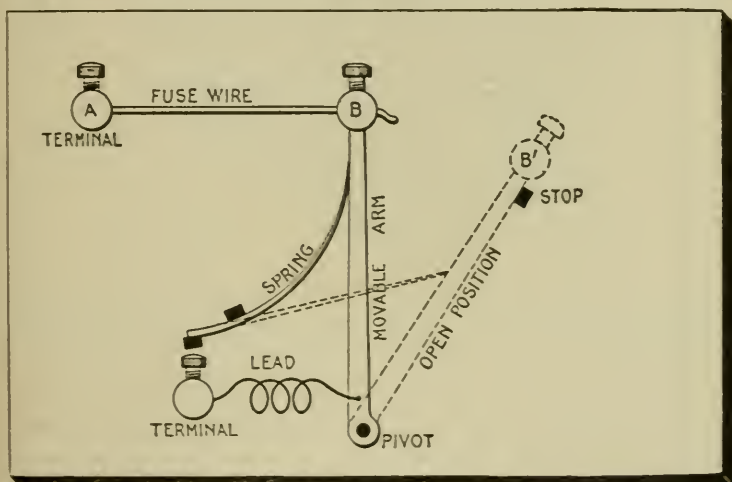 A
FUSE WIRE
B
TERMINAL
B'
STOP
MOVABLE ARM
SPRING
OPEN POSITION
LEAD
TERMINAL
PIVOT